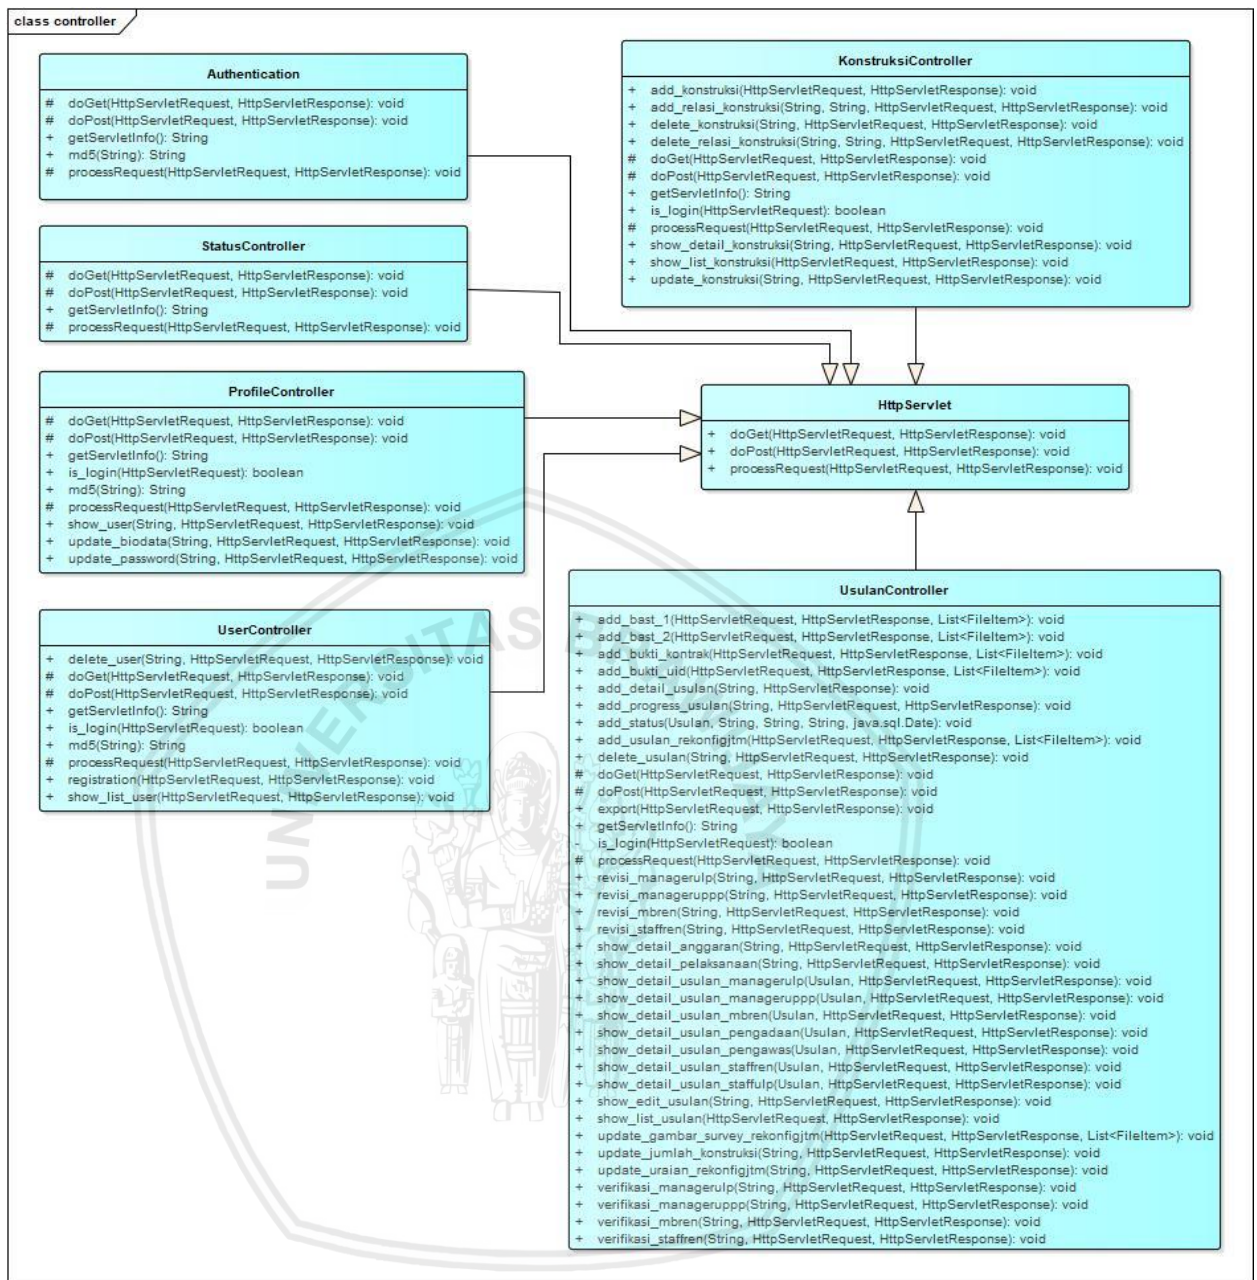 class controller
Authentication
# doGet(HttpServletRequest, HttpServletResponse): void
# doPost(HttpServletRequest, HttpServletResponse): void
+ getServletInfo(): String
+ md5(String): String
# processRequest(HttpServletRequest, HttpServletResponse): void
StatusController
# doGet(HttpServletRequest, HttpServletResponse): void
# doPost(HttpServletRequest, HttpServletResponse): void
+ getServletInfo(): String
# processRequest(HttpServletRequest, HttpServletResponse): void
ProfileController
# doGet(HttpServletRequest, HttpServletResponse): void
# doPost(HttpServletRequest, HttpServletResponse): void
+ getServletInfo(): String
+ is_login(HttpServletRequest): boolean
+ md5(String): String
# processRequest(HttpServletRequest, HttpServletResponse): void
+ show_user(String, HttpServletRequest, HttpServletResponse): void
+ update_biodata(String, HttpServletRequest, HttpServletResponse): void
+ update_password(String, HttpServletRequest, HttpServletResponse): void
UserController
+ delete_user(String, HttpServletRequest, HttpServletResponse): void
# doGet(HttpServletRequest, HttpServletResponse): void
# doPost(HttpServletRequest, HttpServletResponse): void
+ getServletInfo(): String
+ is_login(HttpServletRequest): boolean
+ md5(String): String
# processRequest(HttpServletRequest, HttpServletResponse): void
+ registration(HttpServletRequest, HttpServletResponse): void
+ show_list_user(HttpServletRequest, HttpServletResponse): void
KonstruksiController
+ add_konstruksi(HttpServletRequest, HttpServletResponse): void
+ add_relasi_konstruksi(String, String, HttpServletRequest, HttpServletResponse): void
+ delete_konstruksi(String, HttpServletRequest, HttpServletResponse): void
+ delete_relasi_konstruksi(String, String, HttpServletRequest, HttpServletResponse): void
# doGet(HttpServletRequest, HttpServletResponse): void
# doPost(HttpServletRequest, HttpServletResponse): void
+ getServletInfo(): String
+ is_login(HttpServletRequest): boolean
# processRequest(HttpServletRequest, HttpServletResponse): void
+ show_detail_konstruksi(String, HttpServletRequest, HttpServletResponse): void
+ show_list_konstruksi(HttpServletRequest, HttpServletResponse): void
+ update_konstruksi(String, HttpServletRequest, HttpServletResponse): void
HttpServlet
+ doGet(HttpServletRequest, HttpServletResponse): void
+ doPost(HttpServletRequest, HttpServletResponse): void
+ processRequest(HttpServletRequest, HttpServletResponse): void
UsulanController
+ add_bast_1(HttpServletRequest, HttpServletResponse, List<FileItem>): void
+ add_bast_2(HttpServletRequest, HttpServletResponse, List<FileItem>): void
+ add_bukti_kontrak(HttpServletRequest, HttpServletResponse, List<FileItem>): void
+ add_bukti_uid(HttpServletRequest, HttpServletResponse, List<FileItem>): void
+ add_detail_usulan(String, HttpServletResponse): void
+ add_progress_usulan(String, HttpServletRequest, HttpServletResponse): void
+ add_status(Usulan, String, String, String, java.sql.Date): void
+ add_usulan_rekonfigjtm(HttpServletRequest, HttpServletResponse, List<FileItem>): void
+ delete_usulan(String, HttpServletRequest, HttpServletResponse): void
# doGet(HttpServletRequest, HttpServletResponse): void
# doPost(HttpServletRequest, HttpServletResponse): void
+ export(HttpServletRequest, HttpServletResponse): void
+ getServletInfo(): String
- is_login(HttpServletRequest): boolean
# processRequest(HttpServletRequest, HttpServletResponse): void
+ revisi_managerulp(String, HttpServletRequest, HttpServletResponse): void
+ revisi_manageruppp(String, HttpServletRequest, HttpServletResponse): void
+ revisi_mbren(String, HttpServletRequest, HttpServletResponse): void
+ revisi_staffren(String, HttpServletRequest, HttpServletResponse): void
+ show_detail_anggaran(String, HttpServletRequest, HttpServletResponse): void
+ show_detail_pelaksanaan(String, HttpServletRequest, HttpServletResponse): void
+ show_detail_usulan_managerulp(Usulan, HttpServletRequest, HttpServletResponse): void
+ show_detail_usulan_manageruppp(Usulan, HttpServletRequest, HttpServletResponse): void
+ show_detail_usulan_mbren(Usulan, HttpServletRequest, HttpServletResponse): void
+ show_detail_usulan_pengadaan(Usulan, HttpServletRequest, HttpServletResponse): void
+ show_detail_usulan_pengawas(Usulan, HttpServletRequest, HttpServletResponse): void
+ show_detail_usulan_staffren(Usulan, HttpServletRequest, HttpServletResponse): void
+ show_detail_usulan_staffulp(Usulan, HttpServletRequest, HttpServletResponse): void
+ show_edit_usulan(String, HttpServletRequest, HttpServletResponse): void
+ show_list_usulan(HttpServletRequest, HttpServletResponse): void
+ update_gambar_survey_rekonfigjtm(HttpServletRequest, HttpServletResponse, List<FileItem>): void
+ update_jumlah_konstruksi(String, HttpServletRequest, HttpServletResponse): void
+ update_uraian_rekonfigjtm(String, HttpServletRequest, HttpServletResponse): void
+ verifikasi_managerulp(String, HttpServletRequest, HttpServletResponse): void
+ verifikasi_manageruppp(String, HttpServletRequest, HttpServletResponse): void
+ verifikasi_mbren(String, HttpServletRequest, HttpServletResponse): void
+ verifikasi_staffren(String, HttpServletRequest, HttpServletResponse): void
UNIVERSITAS BRAWIJAYA